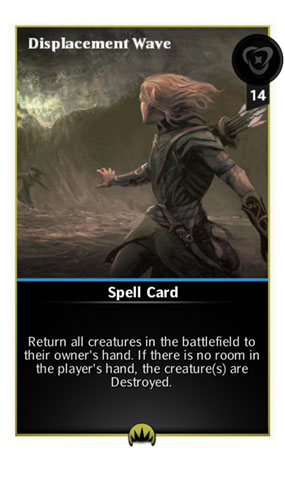 Displacement Wave
14
Spell Card
Return all creatures in the battlefield to
their owner's hand. If there is no room in
the player's hand, the creature(s) are
Destroyed.